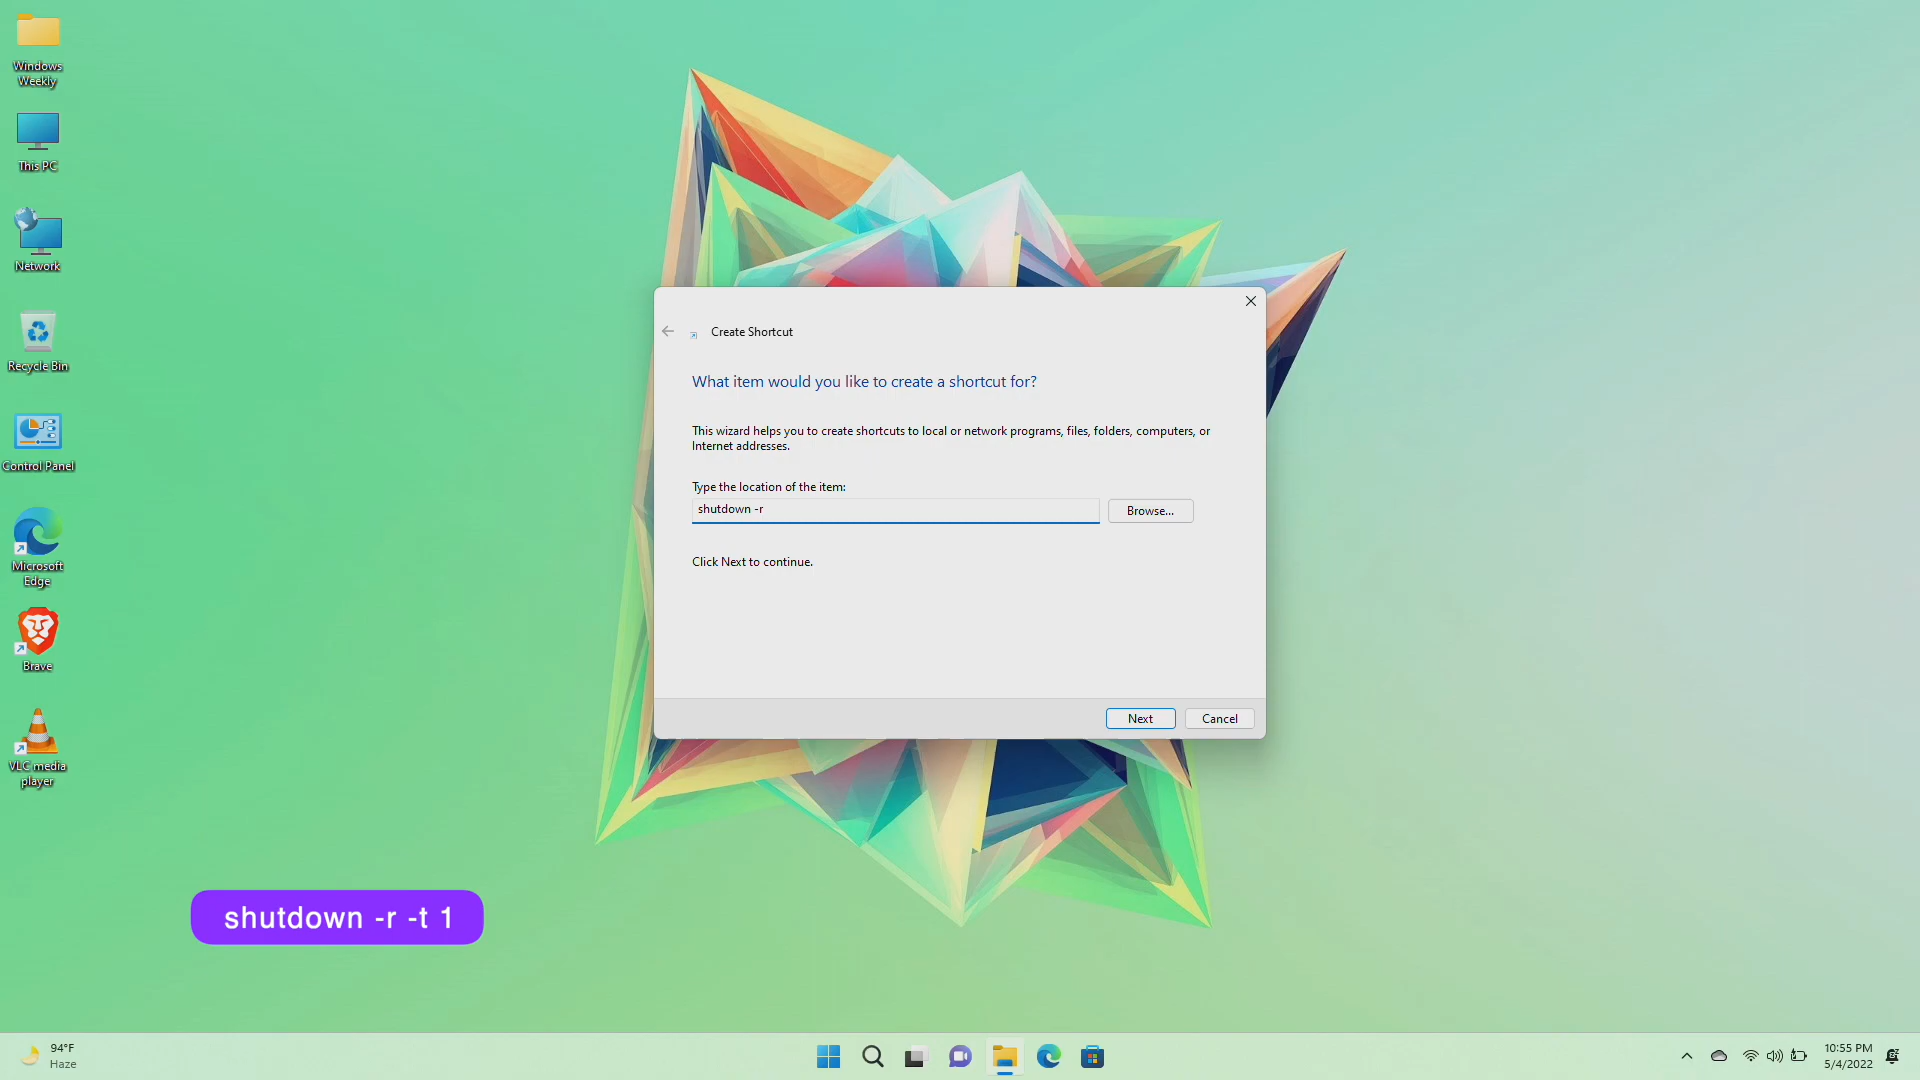 Windows
Weekly
This PC
Network
Recycle Bin
Control Panel
Microsoft
Edge
Brave
VLC media
player
Create Shortcut
What item would you like to create a shortcut for?
This wizard helps you to create shortcuts to local or network programs, files, folders, computers, or
Internet addresses.
Type the location of the item:
shutdown -r
Browse...
Click Next to continue.
Next
Cancel
shutdown -r -t 1
94°F
Haze
10:55 PM
5/4/2022